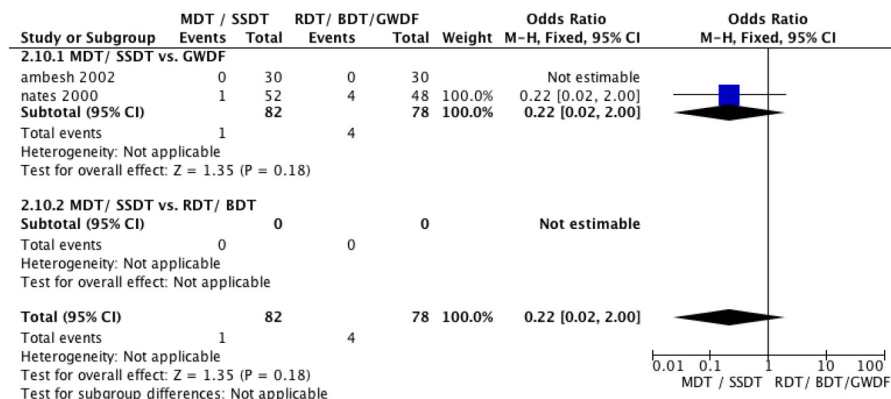 MDT / SSDT RDT/ BDT/GWDF Odds Ratio Odds Ratio
Study or Subgroup Events Total Events Total Weight M-H, Fixed, 95% CI M-H, Fixed, 95% CI
2.10.1 MDT/ SSDT vs. GWDF
ambesh 2002 0 30 0 30 Not estimable
nates 2000 1 52 4 48 100.0% 0.22 [0.02, 2.00]
Subtotal (95% CI) 82 78 100.0% 0.22 [0.02, 2.00]
Total events 1 4
Heterogeneity: Not applicable
Test for overall effect: Z = 1.35 (P = 0.18)
2.10.2 MDT/ SSDT vs. RDT/ BDT
Subtotal (95% CI) 0 0 Not estimable
Total events 0 0
Heterogeneity: Not applicable
Test for overall effect: Not applicable
Total (95% CI) 82 78 100.0% 0.22 [0.02, 2.00]
Total events 1 4
Heterogeneity: Not applicable
Test for overall effect: Z = 1.35 (P = 0.18)
Test for subgroup differences: Not applicable
0.01 0.1 1 10 100
MDT / SSDT RDT/ BDT/GWDF